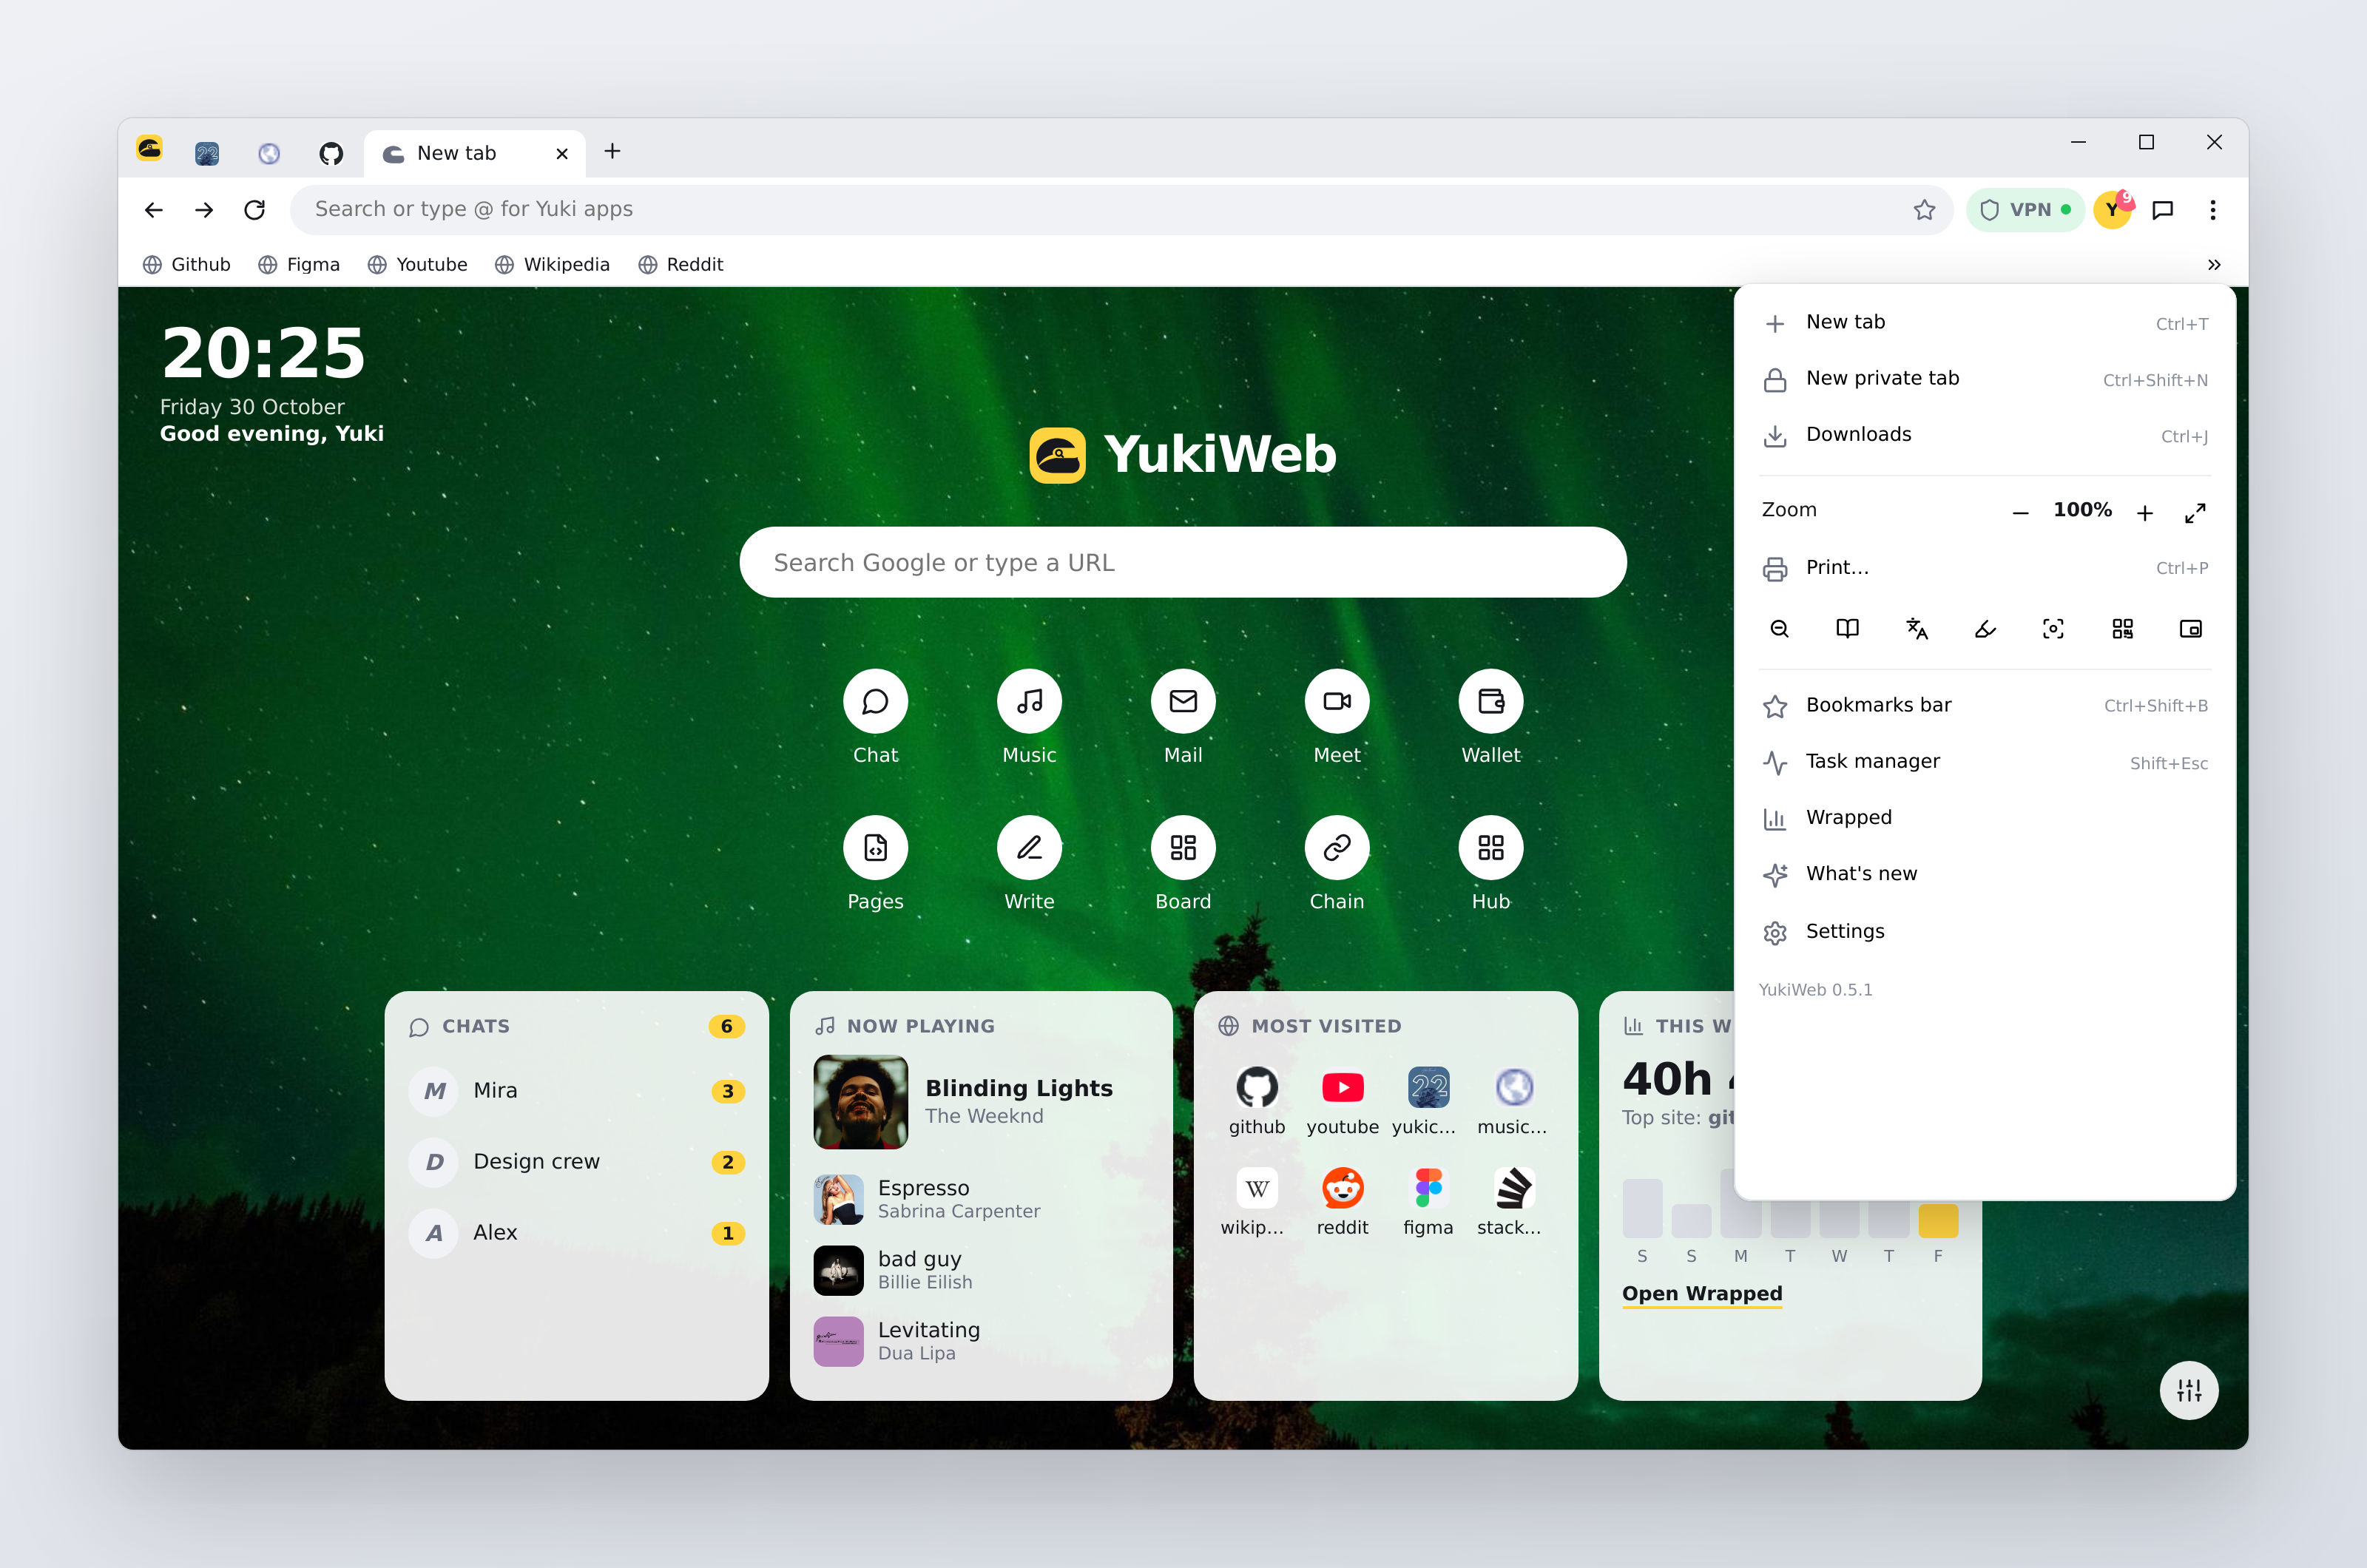 New tab
Search or type @ for Yuki apps
VPN
Y
9
Github
Figma
Youtube
Wikipedia
Reddit
20:25
Friday 30 October
Good evening, Yuki
YukiWeb
Search Google or type a URL
Chat
Music
Mail
Meet
Wallet
Pages
Write
Board
Chain
Hub
CHATS
6
M
Mira
3
D
Design crew
2
A
Alex
1
NOW PLAYING
Blinding Lights
The Weeknd
Espresso
Sabrina Carpenter
bad guy
Billie Eilish
Levitating
Dua Lipa
MOST VISITED
github
youtube
22
yukic...
music...
W
wikip...
reddit
figma
stack...
THIS W
40h
Top site: git
S S M T W T F
Open Wrapped
New tab Ctrl+T
New private tab Ctrl+Shift+N
Downloads Ctrl+J
Zoom 100%
Print... Ctrl+P
Bookmarks bar Ctrl+Shift+B
Task manager Shift+Esc
Wrapped
What's new
Settings
YukiWeb 0.5.1